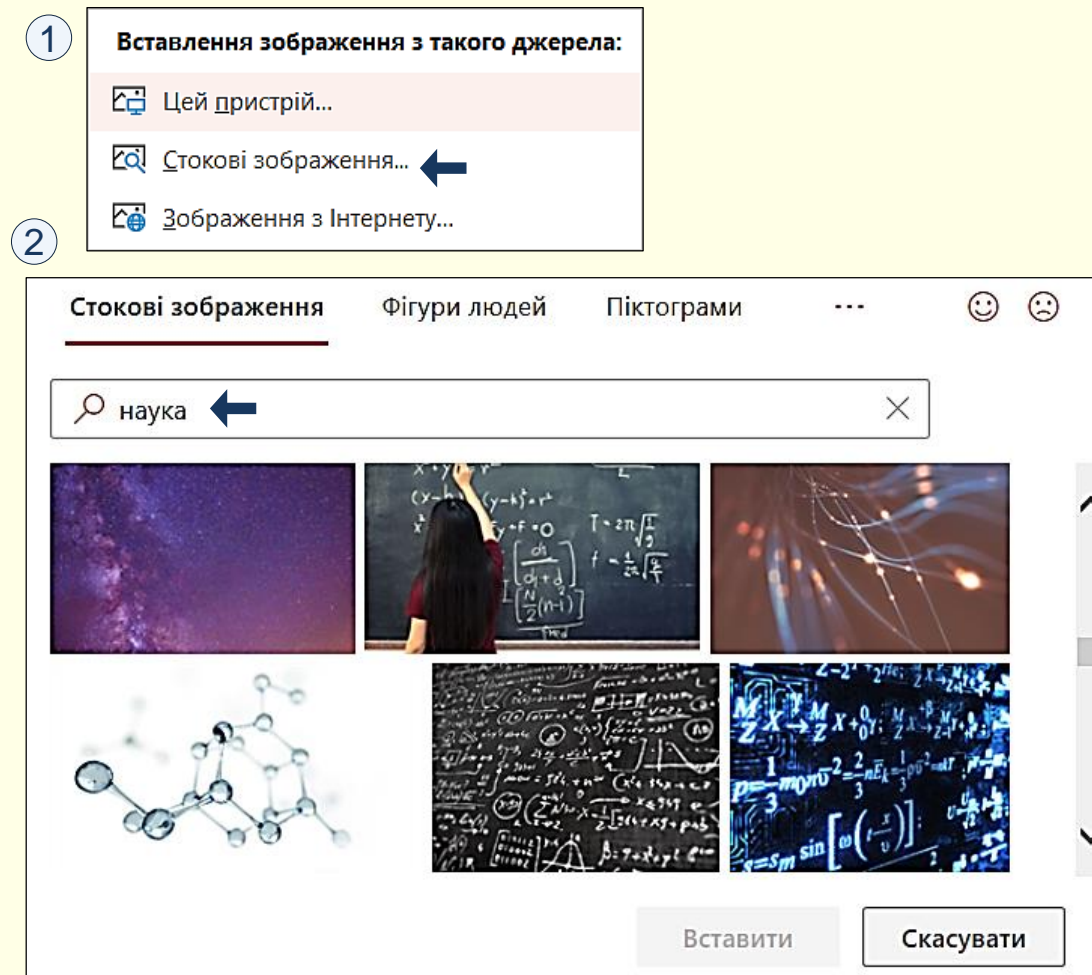 1
Вставлення зображення з такого джерела:
Цей пристрій...
Стокові зображення...
Зображення з Інтернету...
2
Стокові зображення Фігури людей Піктограми ...
наука
Вставити Скасувати